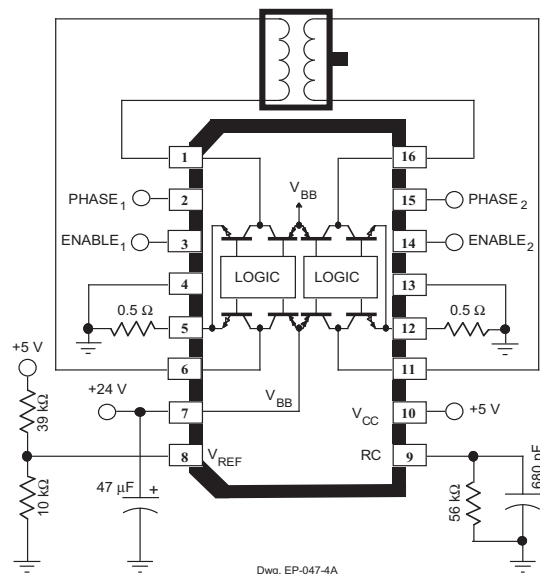 1
16
PHASE1
2
VBB
15
PHASE2
ENABLE1
3
14
ENABLE2
4
LOGIC
LOGIC
13
0.5 Ω
5
12
0.5 Ω
+5 V
6
11
39 kΩ
+24 V
7
VBB
VCC
10
+5 V
8
VREF
RC
9
10 kΩ
47 µF
+
56 kΩ
680 pF
Dwg. EP-047-4A